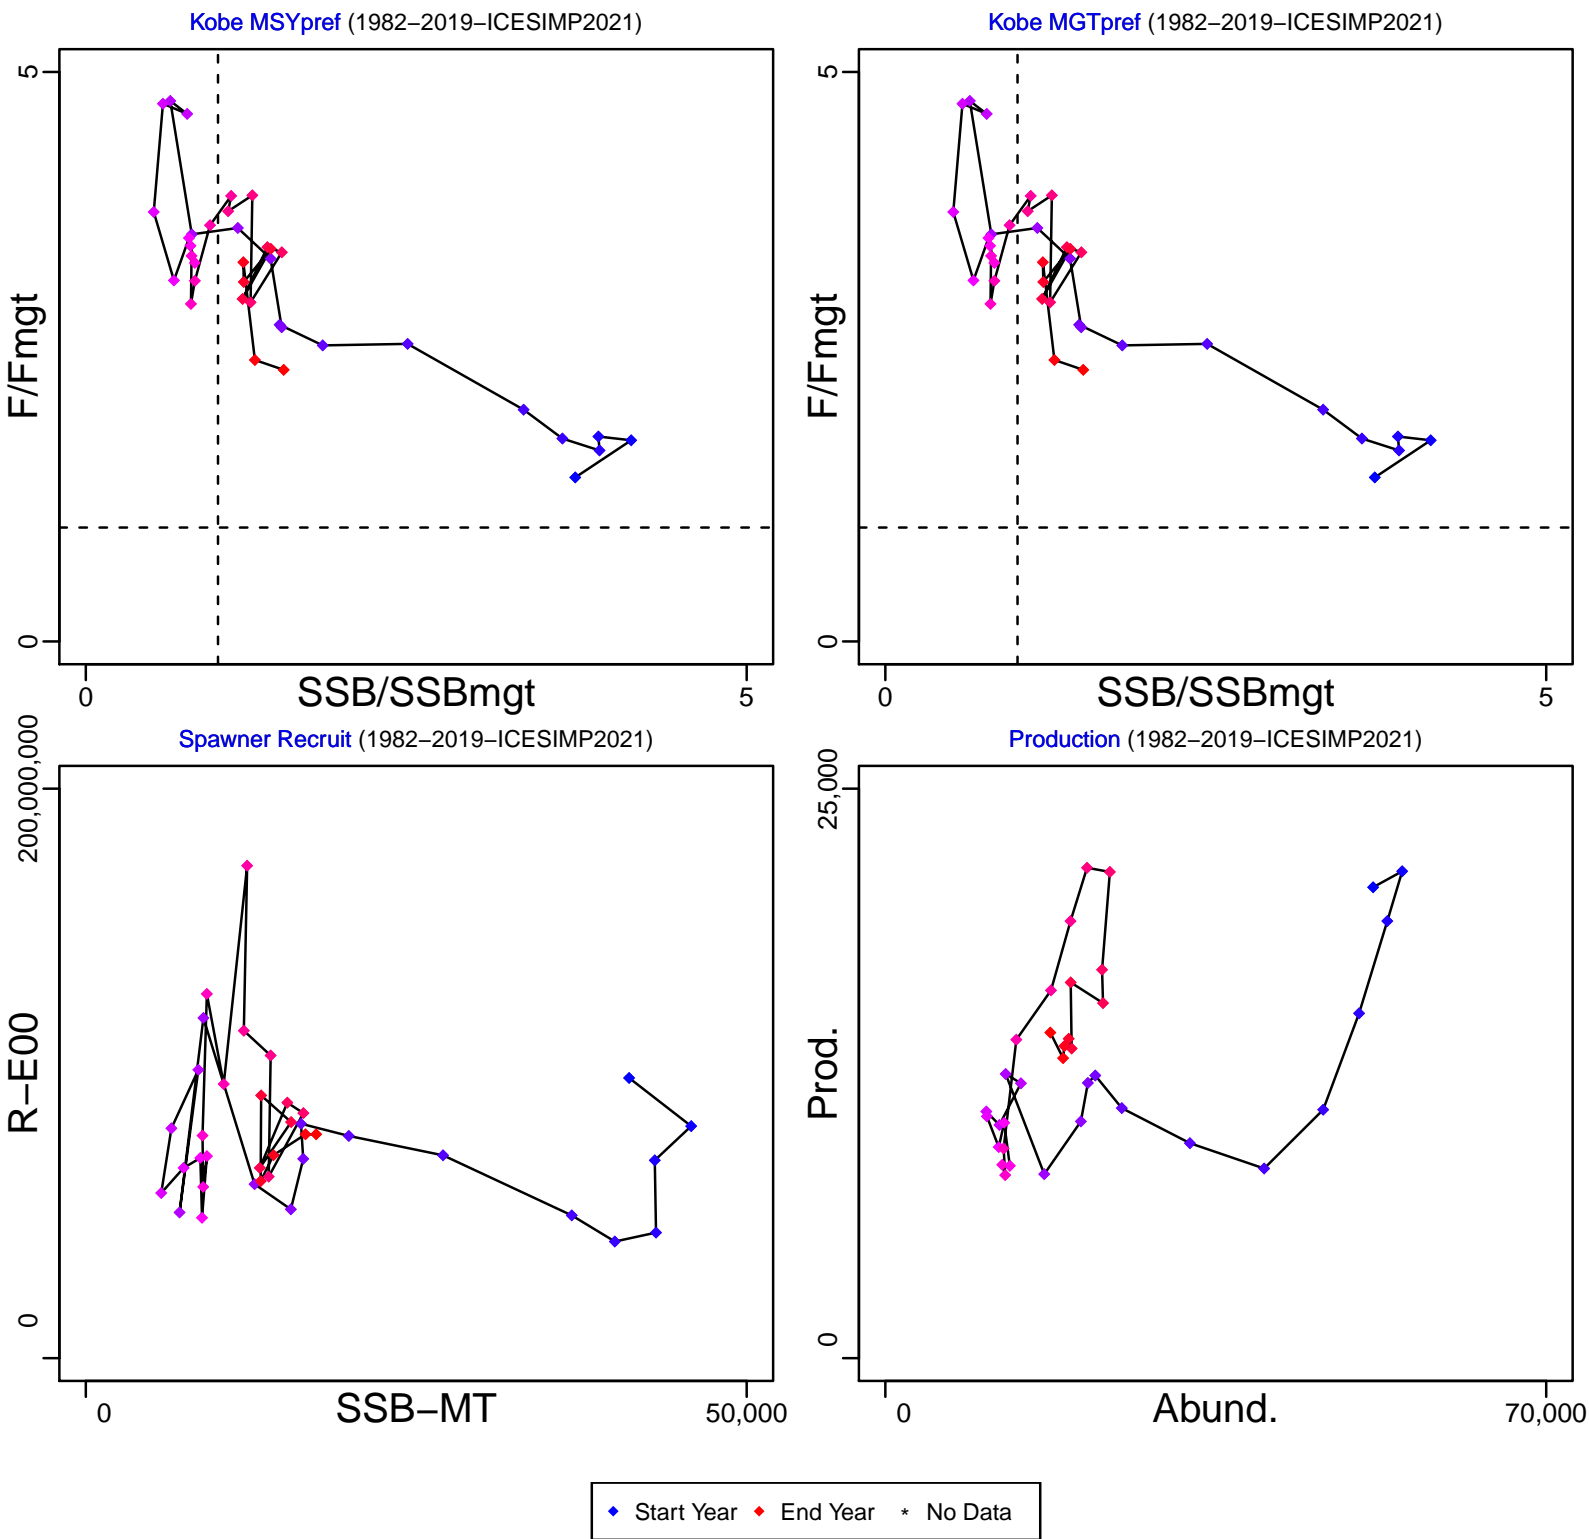 Kobe MSYpref (1982–2019–ICESIMP2021)
5
F/Fmgt
0
0
SSB/SSBmgt
5
Kobe MGTpref (1982–2019–ICESIMP2021)
5
F/Fmgt
0
0
SSB/SSBmgt
5
Spawner Recruit (1982–2019–ICESIMP2021)
200,000,000
R–E00
0
0
SSB–MT
50,000
Production (1982–2019–ICESIMP2021)
25,000
Prod.
0
0
Abund.
70,000
Start Year End Year * No Data